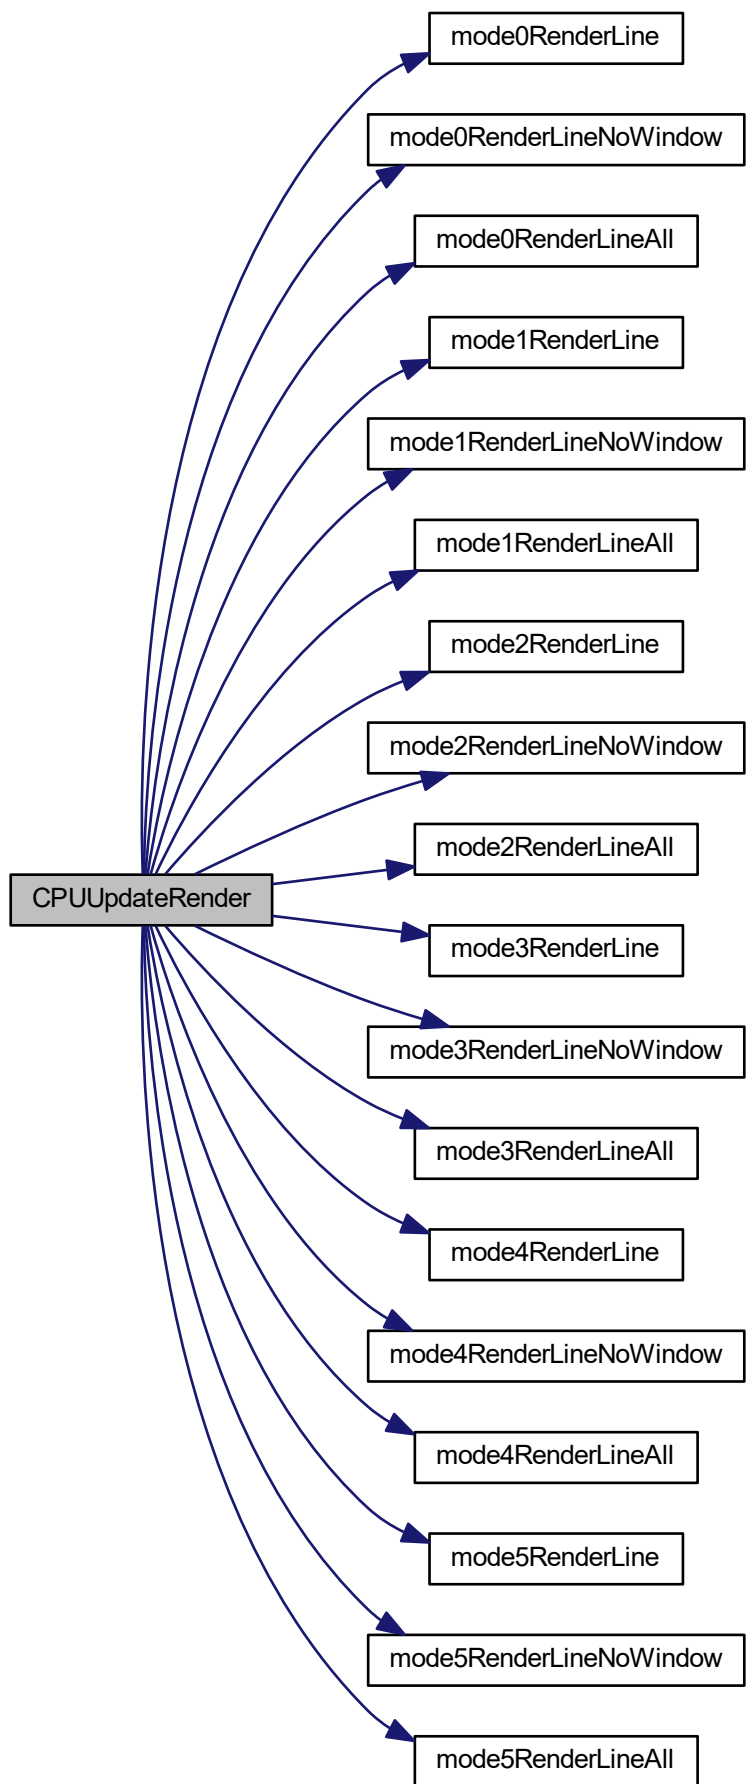 mode0RenderLine
mode0RenderLineNoWindow
mode0RenderLineAll
mode1RenderLine
mode1RenderLineNoWindow
mode1RenderLineAll
mode2RenderLine
mode2RenderLineNoWindow
mode2RenderLineAll
CPUUpdateRender
mode3RenderLine
mode3RenderLineNoWindow
mode3RenderLineAll
mode4RenderLine
mode4RenderLineNoWindow
mode4RenderLineAll
mode5RenderLine
mode5RenderLineNoWindow
mode5RenderLineAll